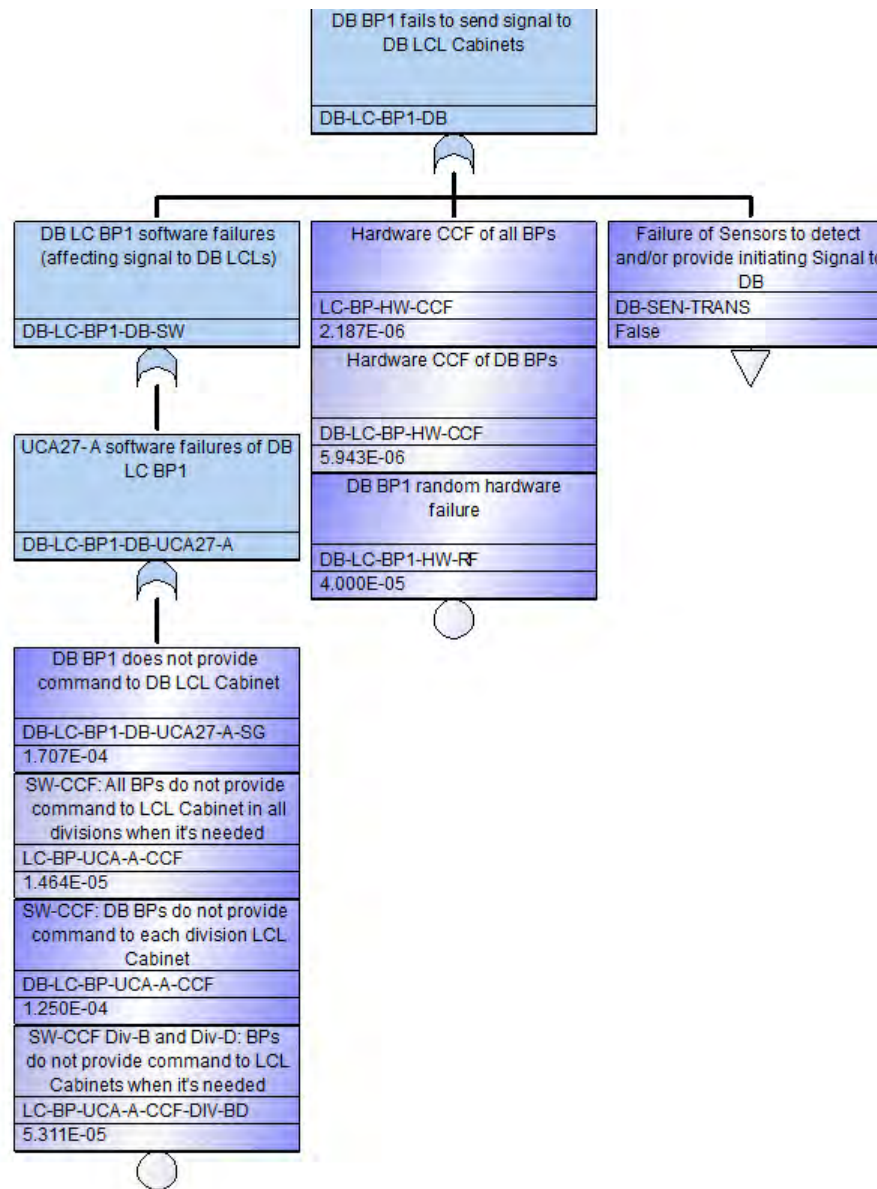 DB BP1 fails to send signal to
DB LCL Cabinets
DB-LC-BP1-DB
DB LC BP1 software failures
(affecting signal to DB LCLs)
DB-LC-BP1-DB-SW
UCA27-A software failures of DB
LC BP1
DB-LC-BP1-DB-UCA27-A
DB BP1 does not provide
command to DB LCL Cabinet
DB-LC-BP1-DB-UCA27-A-SG
1.707E-04
SW-CCF: All BPs do not provide
command to LCL Cabinet in all
divisions when it's needed
LC-BP-UCA-A-CCF
1.464E-05
SW-CCF: DB BPs do not provide
command to each division LCL
Cabinet
DB-LC-BP-UCA-A-CCF
1.250E-04
SW-CCF Div-B and Div-D: BPs
do not provide command to LCL
Cabinets when it's needed
LC-BP-UCA-A-CCF-DIV-BD
5.311E-05
Hardware CCF of all BPs
LC-BP-HW-CCF
2.187E-06
Hardware CCF of DB BPs
DB-LC-BP-HW-CCF
5.943E-06
DB BP1 random hardware
failure
DB-LC-BP1-HW-RF
4.000E-05
Failure of Sensors to detect
and/or provide initiating Signal to
DB
DB-SEN-TRANS
False